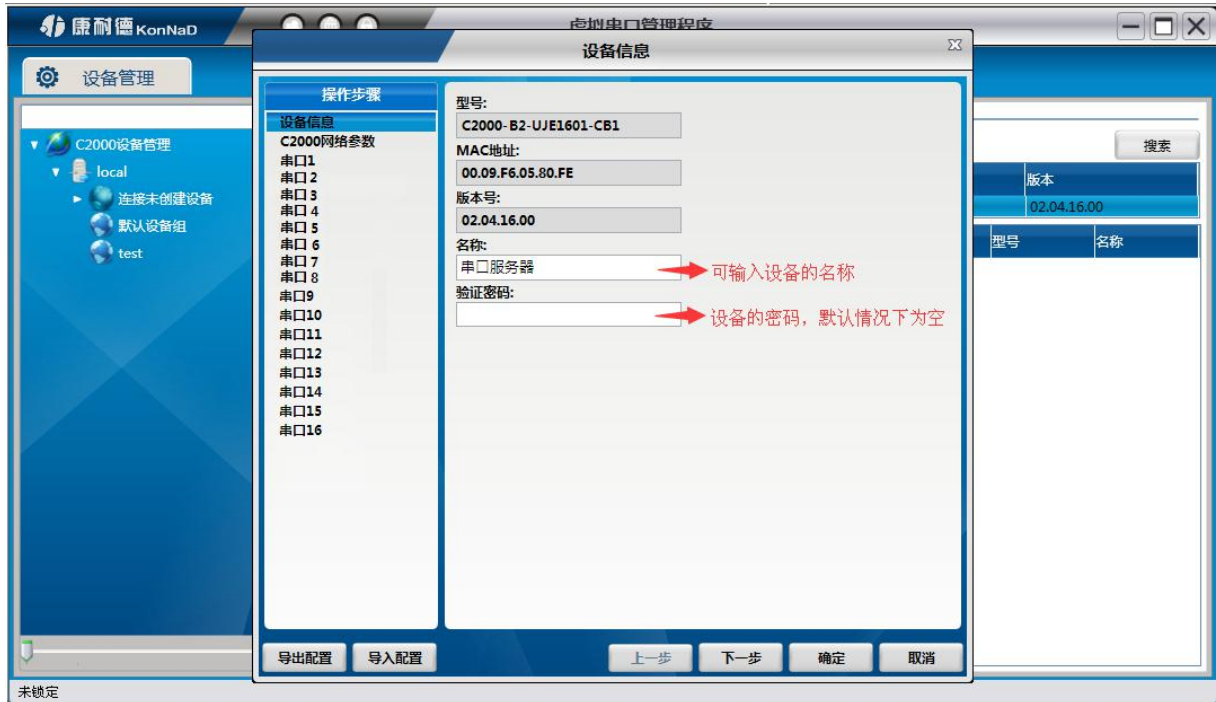 康耐德 KonNaD
虚拟串口管理程序
设备管理
C2000设备管理
local
连接未创建设备
默认设备组
test
设备信息
操作步骤
设备信息
C2000网络参数
串口1
串口 2
串口 3
串口 4
串口 5
串口 6
串口 7
串口 8
串口9
串口10
串口11
串口12
串口13
串口14
串口15
串口16
型号:
C2000-B2-UJE1601-CB1
MAC地址:
00.09.F6.05.80.FE
版本号:
02.04.16.00
名称:
串口服务器
可输入设备的名称
验证密码:
设备的密码，默认情况下为空
导出配置
导入配置
上一步
下一步
确定
取消
搜索
版本
02.04.16.00
型号
名称
未锁定